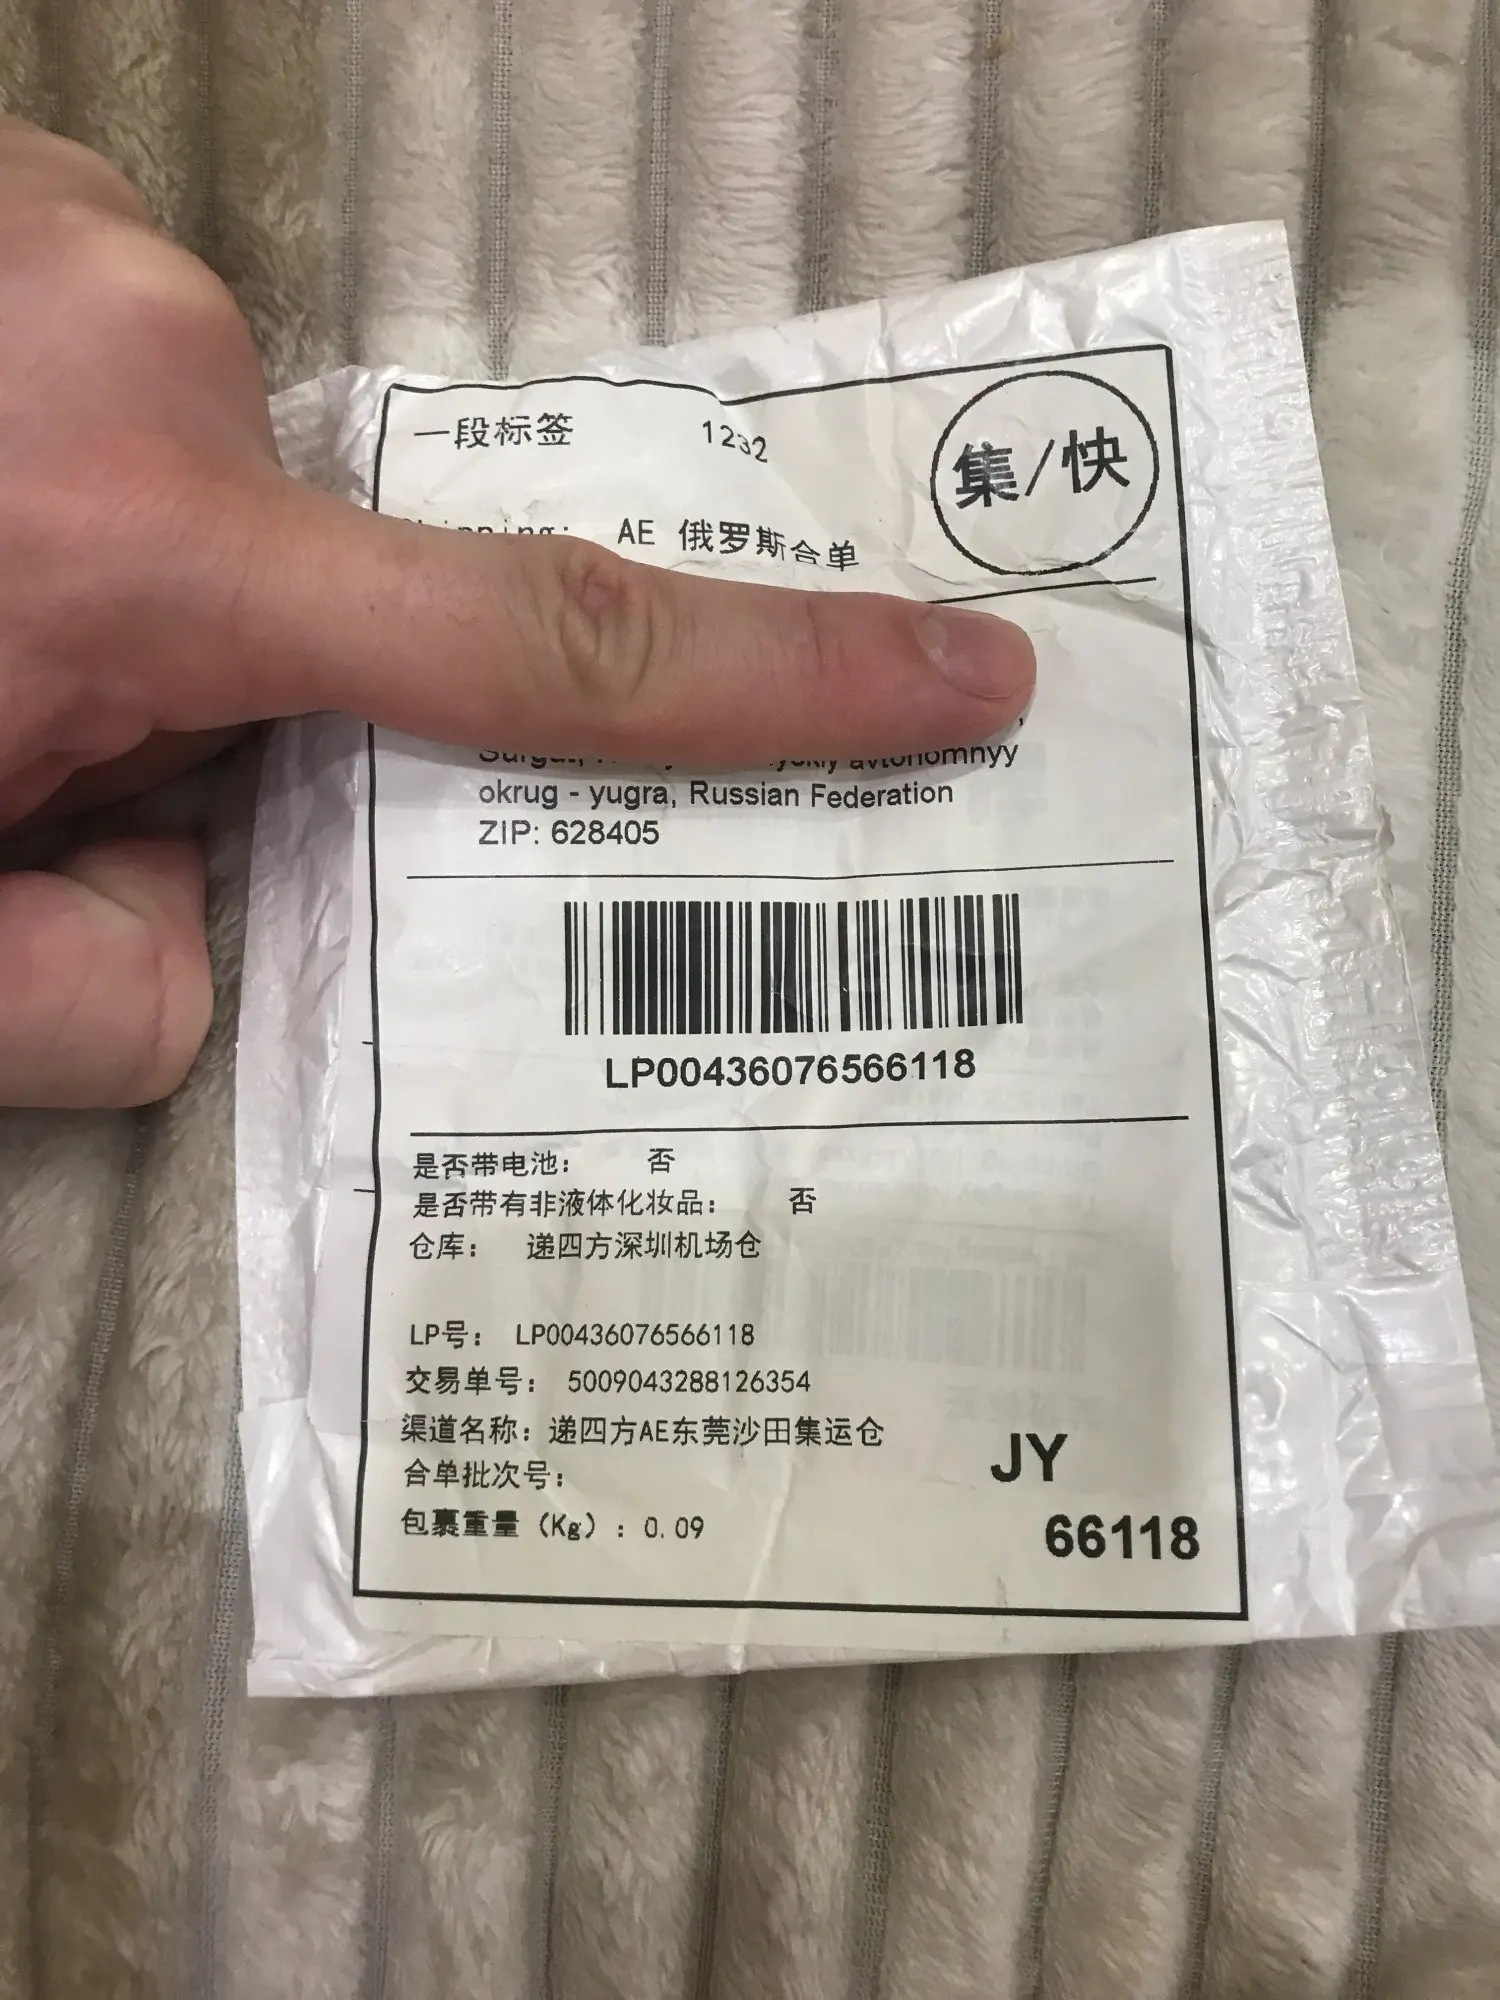 一段标签 1232
集/快
Shipping: AE 俄罗斯合单
Surgut, avtonomnyy
okrug - yugra, Russian Federation
ZIP: 628405
LP00436076566118
是否带电池: 否
是否带有非液体化妆品: 否
仓库: 递四方深圳机场仓
LP号: LP00436076566118
交易单号: 5009043288126354
渠道名称: 递四方AE东莞沙田集运仓
合单批次号:
包裹重量 (Kg) : 0.09
JY
66118